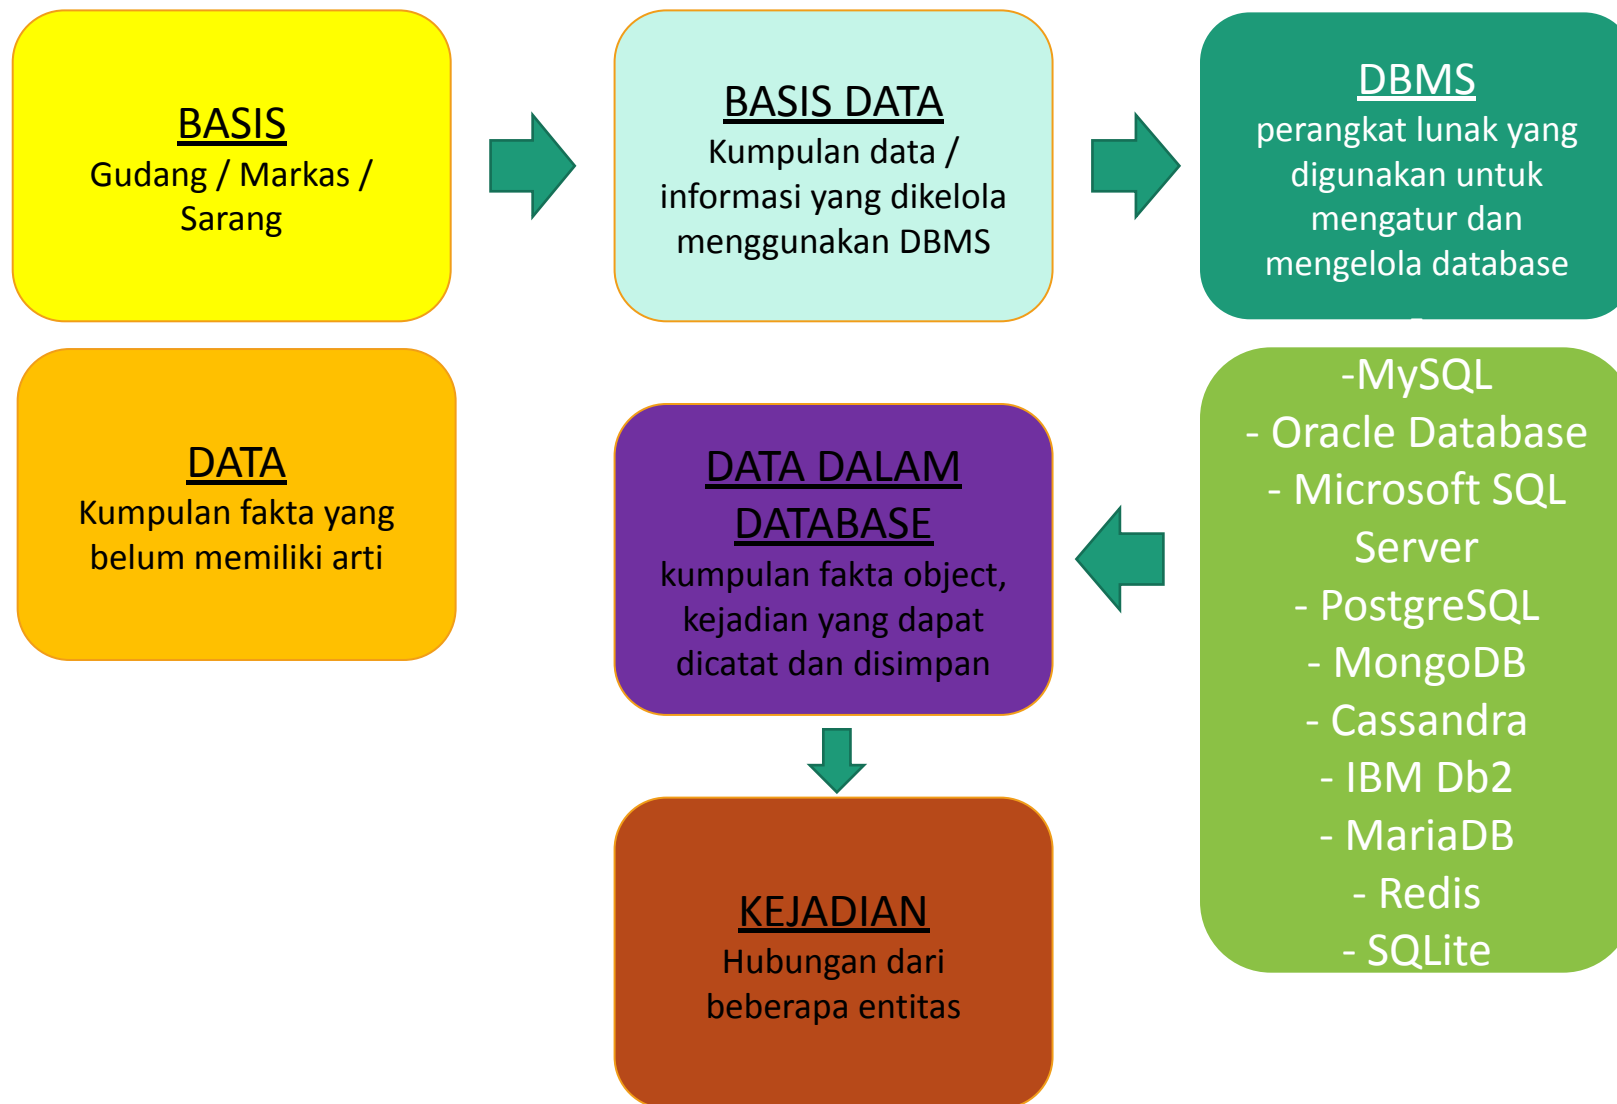 BASIS
Gudang / Markas /
Sarang
BASIS DATA
Kumpulan data /
informasi yang dikelola
menggunakan DBMS
DBMS
perangkat lunak yang
digunakan untuk
mengatur dan
mengelola database
DATA
Kumpulan fakta yang
belum memiliki arti
DATA DALAM
DATABASE
kumpulan fakta object,
kejadian yang dapat
dicatat dan disimpan
-
-MySQL
- Oracle Database
- Microsoft SQL
Server
- PostgreSQL
- MongoDB
- Cassandra
- IBM Db2
- MariaDB
- Redis
- SQLite
KEJADIAN
Hubungan dari
beberapa entitas